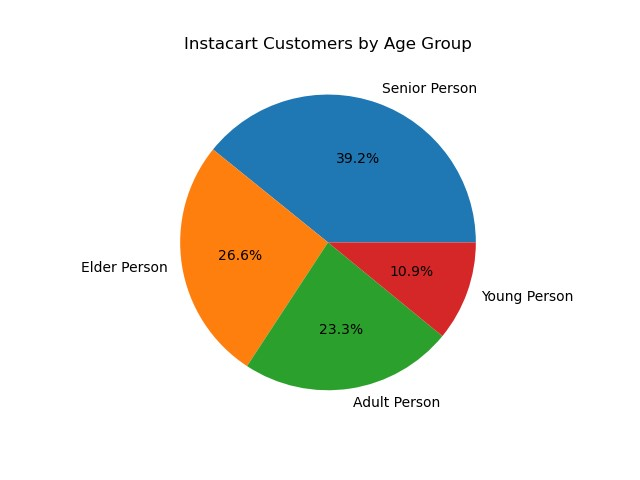 Instacart Customers by Age Group
Senior Person
39.2%
Elder Person
26.6%
10.9%
Young Person
23.3%
Adult Person